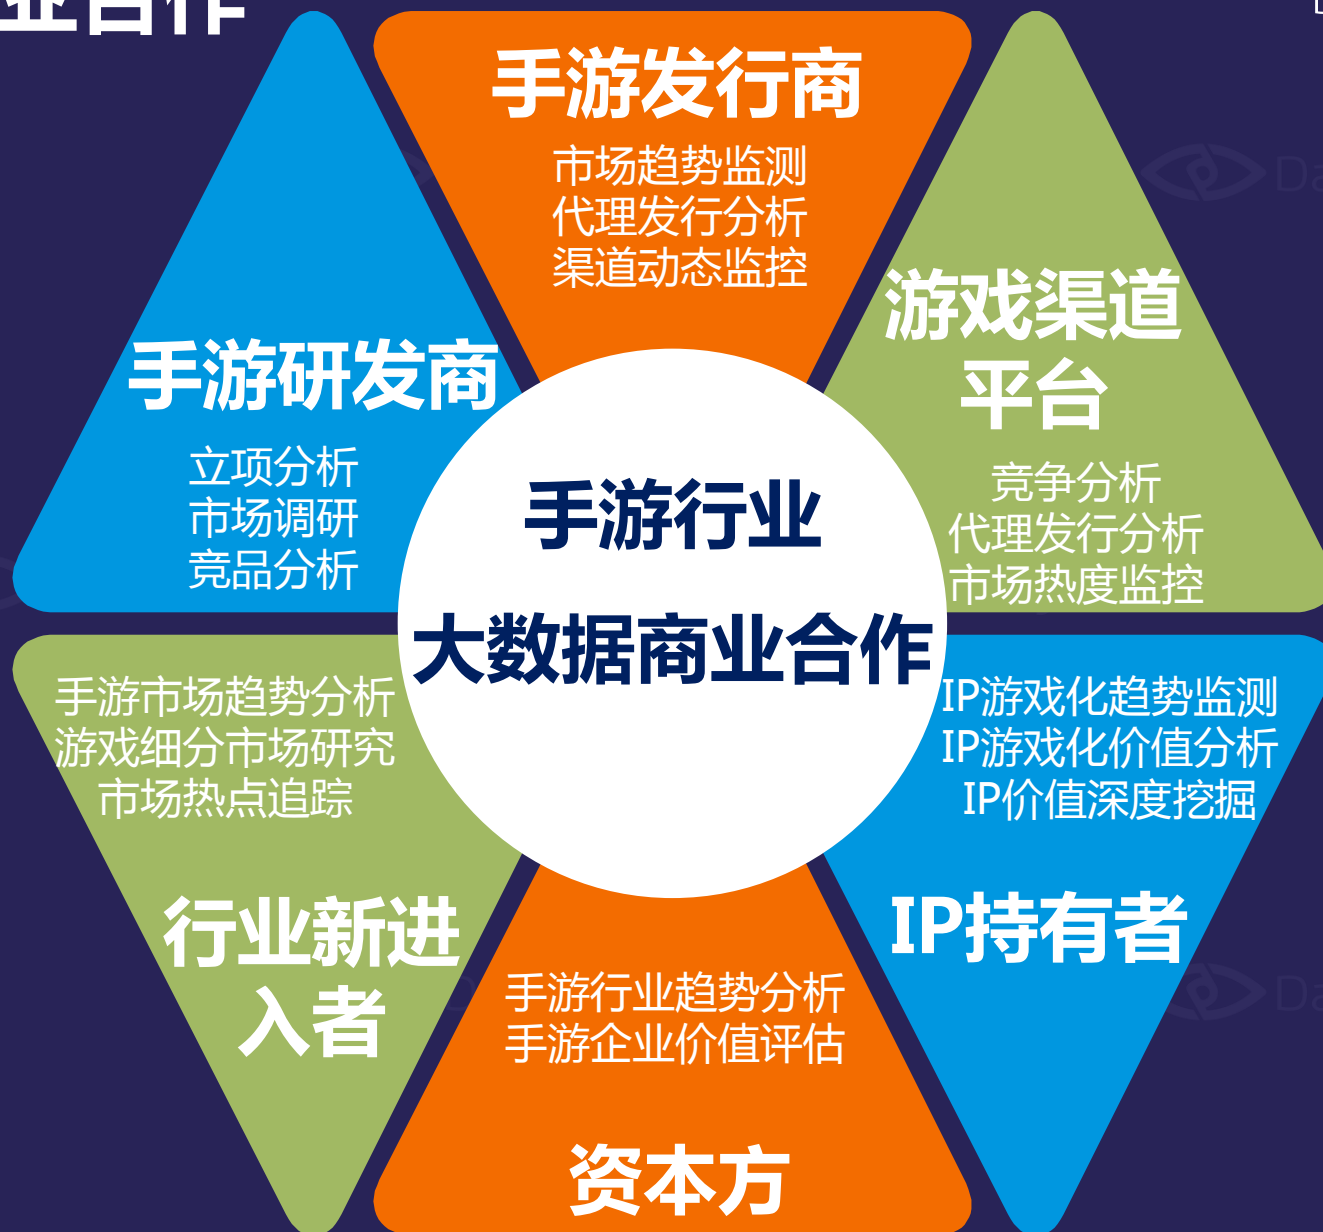 业合作
手游发行商
市场趋势监测
代理发行分析
渠道动态监控
游戏渠道
平台
竞争分析
代理发行分析
市场热度监控
手游研发商
立项分析
市场调研
竞品分析
手游行业
大数据商业合作
手游市场趋势分析
游戏细分市场研究
市场热点追踪
行业新进
入者
IP游戏化趋势监测
IP游戏化价值分析
IP价值深度挖掘
IP持有者
手游行业趋势分析
手游企业价值评估
资本方